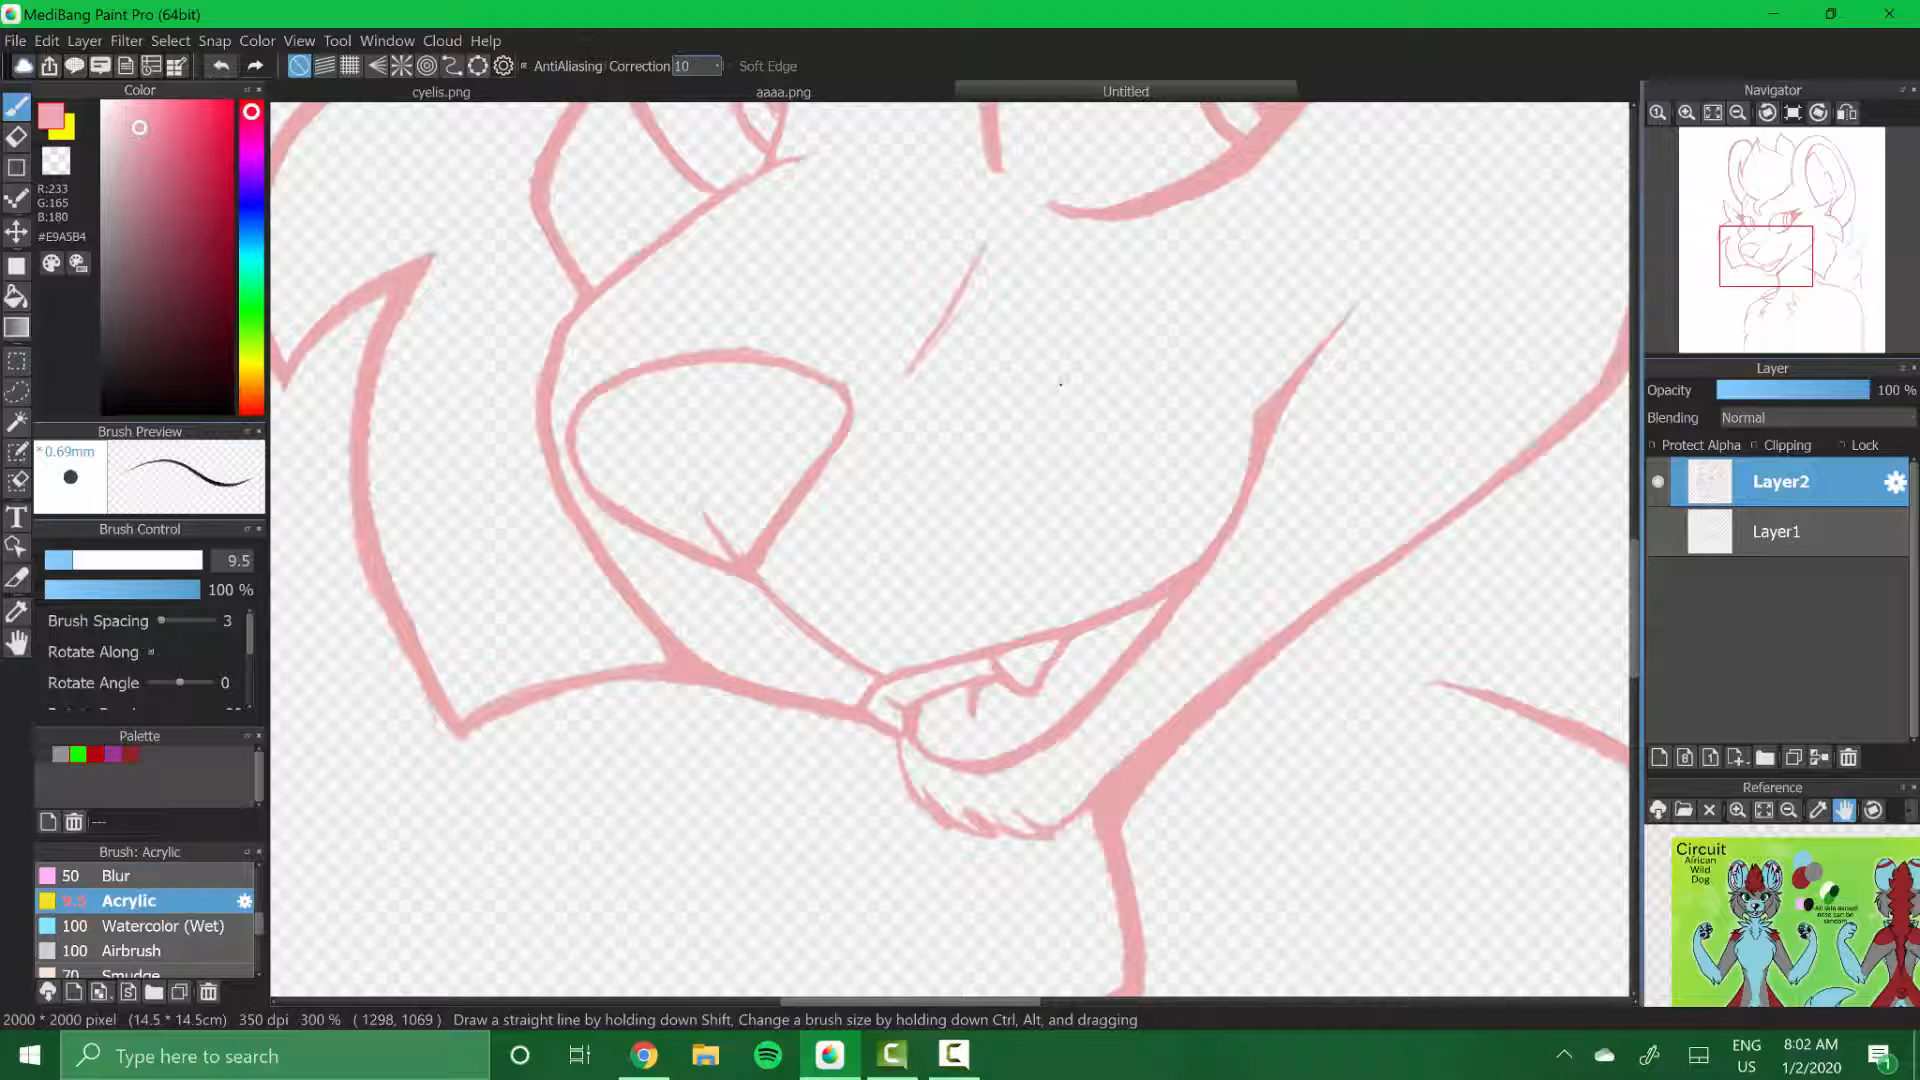 MediBang Paint Pro (64bit)
File Edit Layer Filter Select Snap Color View Tool Window Cloud Help
AntiAliasing Correction 10 Soft Edge
Color
cyelis.png
aaaa.png
Untitled
Navigator
R:233
G:165
B:180
#E9A5B4
Layer
Opacity 100 %
Blending Normal
Protect Alpha Clipping Lock
Layer2
Layer1
Brush Preview
0.69mm
Brush Control
9.5
100 %
Brush Spacing 3
Rotate Along
Rotate Angle 0
Palette
---
Brush: Acrylic
50 Blur
9.5 Acrylic
100 Watercolor (Wet)
100 Airbrush
70 Smudge
Reference
Circuit
African
Wild
Dog
2000 * 2000 pixel (14.5 * 14.5cm) 350 dpi 300 % ( 1298, 1069 ) Draw a straight line by holding down Shift, Change a brush size by holding down Ctrl, Alt, and dragging
Type here to search
ENG
US
8:02 AM
1/2/2020
1